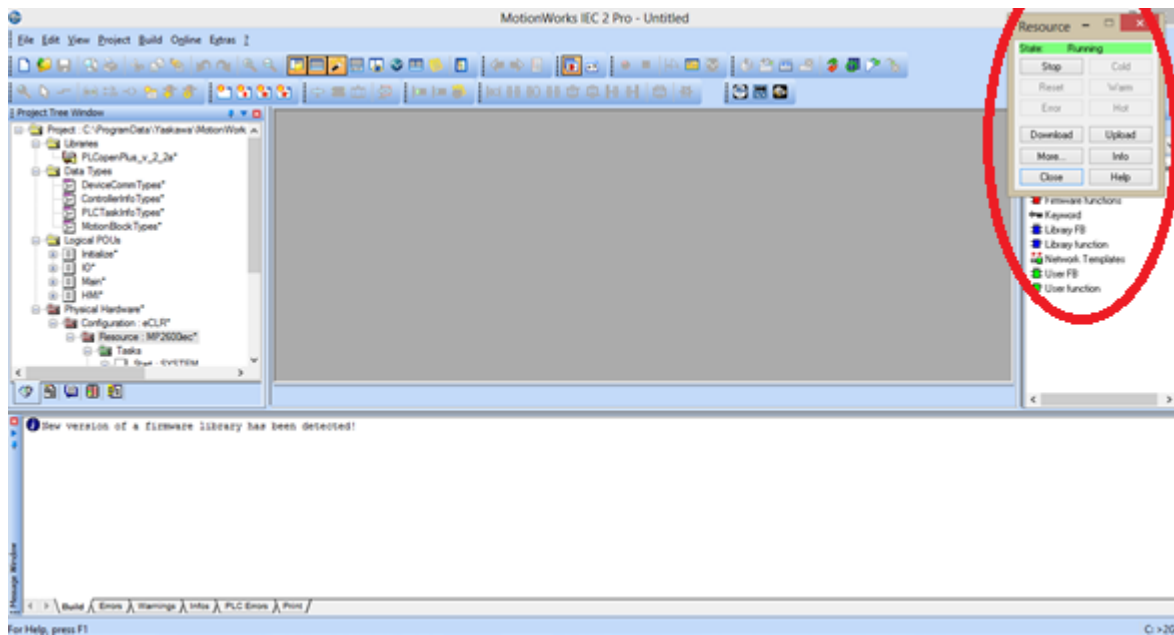 MotionWorks IEC 2 Pro - Untitled
File Edit View Project Build Online Extras ?
Project Tree Window
Project : C:\ProgramData\Yaskawa\MotionWork
Libraries
PLCopenPlus_v_2_2a*
Data Types
DeviceCommTypes*
ControllerInfoTypes*
PLCTaskInfoTypes*
MotionBlockTypes*
Logical POUs
Initialize*
IO*
Main*
HMI*
Physical Hardware*
Configuration : eCLR*
Resource : MP2600iec*
Tasks
Start : SYSTEM
Resource
State: Running
Stop Cold
Reset Warm
Error Hot
Download Upload
More... Info
Close Help
Firmware functions
Keyword
Library FB
Library function
Network Templates
User FB
User function
New version of a firmware library has been detected!
Message Window
Build Errors Warnings Infos PLC Errors Print
For Help, press F1
C: >20